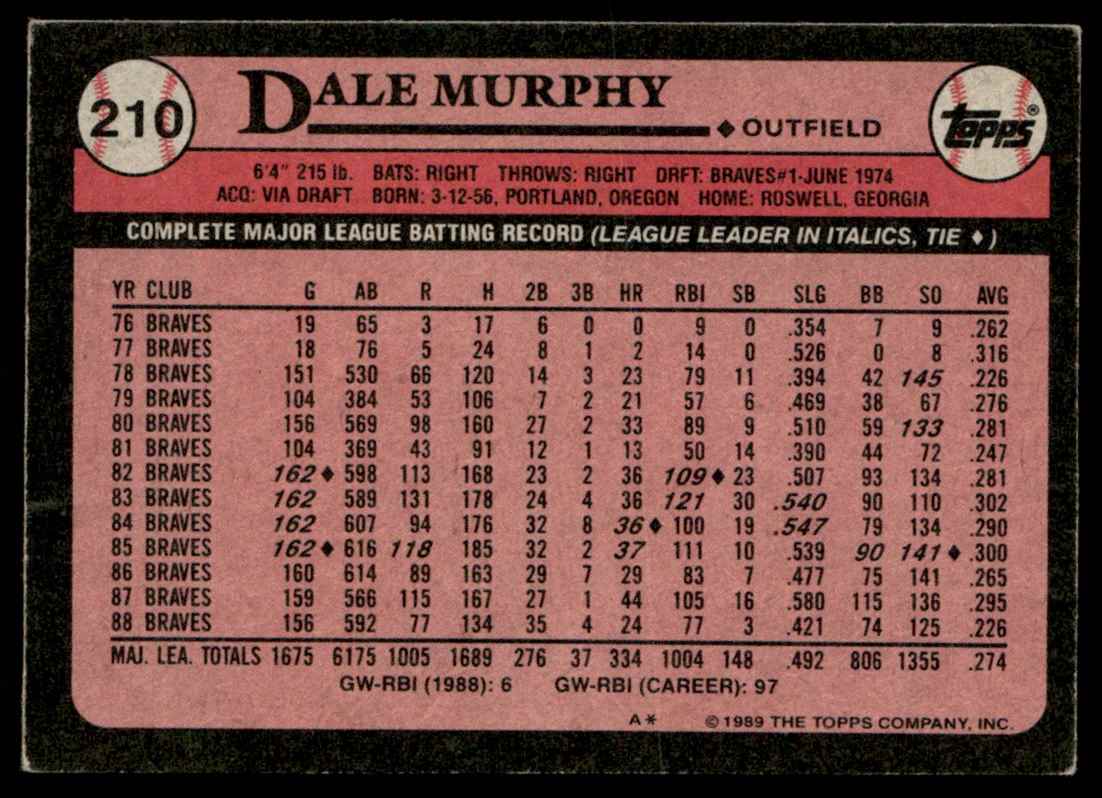 210
DALE MURPHY
◆ OUTFIELD
topps®
6'4" 215 lb. BATS: RIGHT THROWS: RIGHT DRFT: BRAVES#1-JUNE 1974
ACQ: VIA DRAFT BORN: 3-12-56, PORTLAND, OREGON HOME: ROSWELL, GEORGIA
COMPLETE MAJOR LEAGUE BATTING RECORD (LEAGUE LEADER IN ITALICS, TIE ♦ )
YR CLUB G AB R H 2B 3B HR RBI SB SLG BB SO AVG
76 BRAVES 19 65 3 17 6 0 0 9 0 .354 7 9 .262
77 BRAVES 18 76 5 24 8 1 2 14 0 .526 0 8 .316
78 BRAVES 151 530 66 120 14 3 23 79 11 .394 42 145 .226
79 BRAVES 104 384 53 106 7 2 21 57 6 .469 38 67 .276
80 BRAVES 156 569 98 160 27 2 33 89 9 .510 59 133 .281
81 BRAVES 104 369 43 91 12 1 13 50 14 .390 44 72 .247
82 BRAVES 162♦ 598 113 168 23 2 36 109♦ 23 .507 93 134 .281
83 BRAVES 162 589 131 178 24 4 36 121 30 .540 90 110 .302
84 BRAVES 162 607 94 176 32 8 36♦ 100 19 .547 79 134 .290
85 BRAVES 162♦ 616 118 185 32 2 37 111 10 .539 90 141♦ .300
86 BRAVES 160 614 89 163 29 7 29 83 7 .477 75 141 .265
87 BRAVES 159 566 115 167 27 1 44 105 16 .580 115 136 .295
88 BRAVES 156 592 77 134 35 4 24 77 3 .421 74 125 .226
MAJ. LEA. TOTALS 1675 6175 1005 1689 276 37 334 1004 148 .492 806 1355 .274
GW-RBI (1988): 6 GW-RBI (CAREER): 97
A* © 1989 THE TOPPS COMPANY, INC.